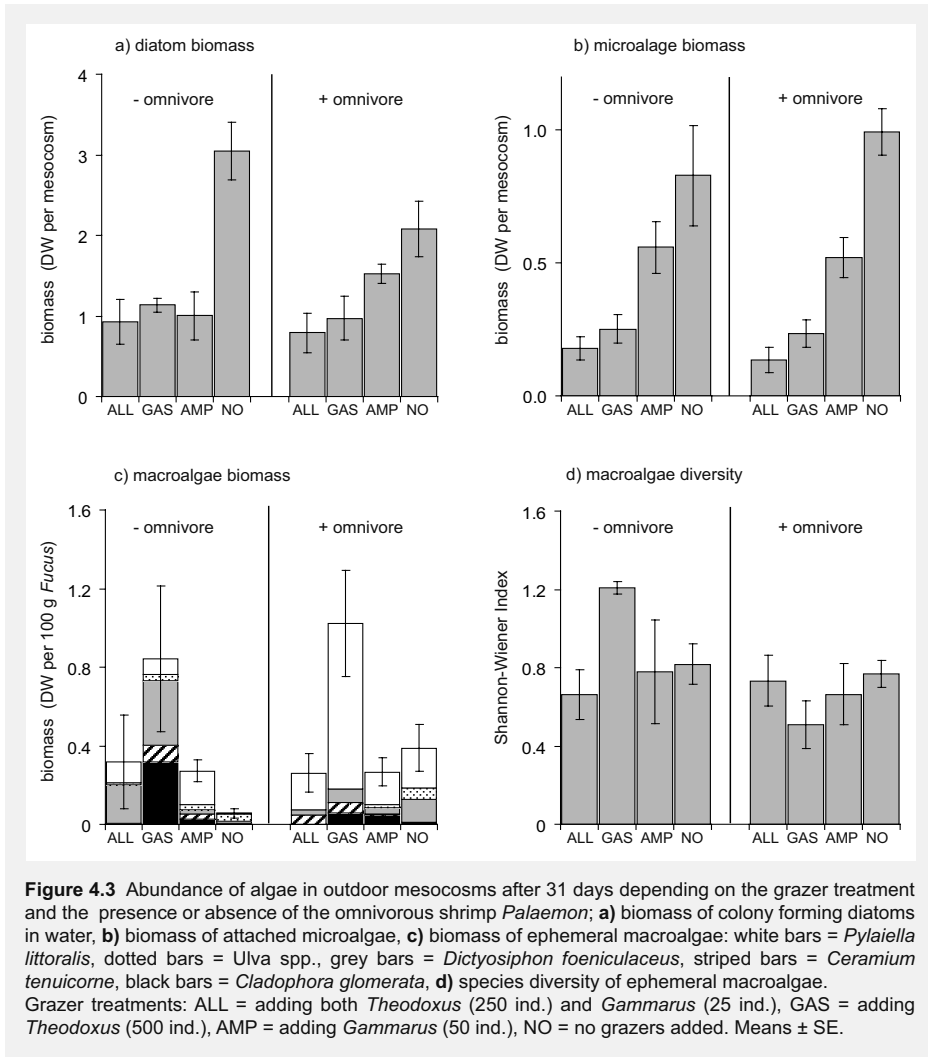 a) diatom biomass
biomass (DW per mesocosm)
4
3
2
1
0
- omnivore
+ omnivore
ALL GAS AMP NO
ALL GAS AMP NO
b) microalage biomass
biomass (DW per mesocosm)
1.0
0.5
0.0
- omnivore
+ omnivore
ALL GAS AMP NO
ALL GAS AMP NO
c) macroalgae biomass
biomass (DW per 100 g Fucus)
1.6
1.2
0.8
0.4
0
- omnivore
+ omnivore
ALL GAS AMP NO
ALL GAS AMP NO
d) macroalgae diversity
Shannon-Wiener Index
1.6
1.2
0.8
0.4
0
- omnivore
+ omnivore
ALL GAS AMP NO
ALL GAS AMP NO
Figure 4.3 Abundance of algae in outdoor mesocosms after 31 days depending on the grazer treatment
and the presence or absence of the omnivorous shrimp Palaemon; a) biomass of colony forming diatoms
in water, b) biomass of attached microalgae, c) biomass of ephemeral macroalgae: white bars = Pylaiella
littoralis, dotted bars = Ulva spp., grey bars = Dictyosiphon foeniculaceus, striped bars = Ceramium
tenuicorne, black bars = Cladophora glomerata, d) species diversity of ephemeral macroalgae.
Grazer treatments: ALL = adding both Theodoxus (250 ind.) and Gammarus (25 ind.), GAS = adding
Theodoxus (500 ind.), AMP = adding Gammarus (50 ind.), NO = no grazers added. Means ± SE.